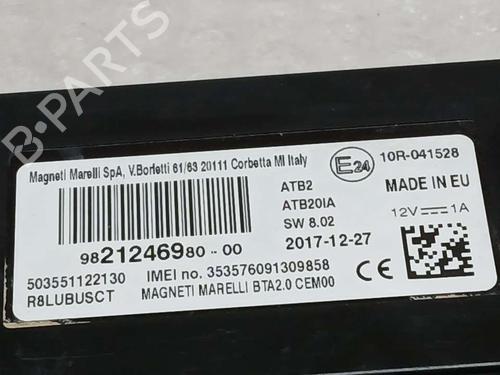 B-PARTS
Magneti Marelli SpA, V.Borletti 61/63 20111 Corbetta MI Italy
E24
10R-041528
ATB2
MADE IN EU
ATB20IA
SW 8.02
12V 1A
2017-12-27
9821246980-00
503551122130
IMEI no. 353576091309858
CE
R8LUBUSCT
MAGNETI MARELLI BTA2.0 CEM00